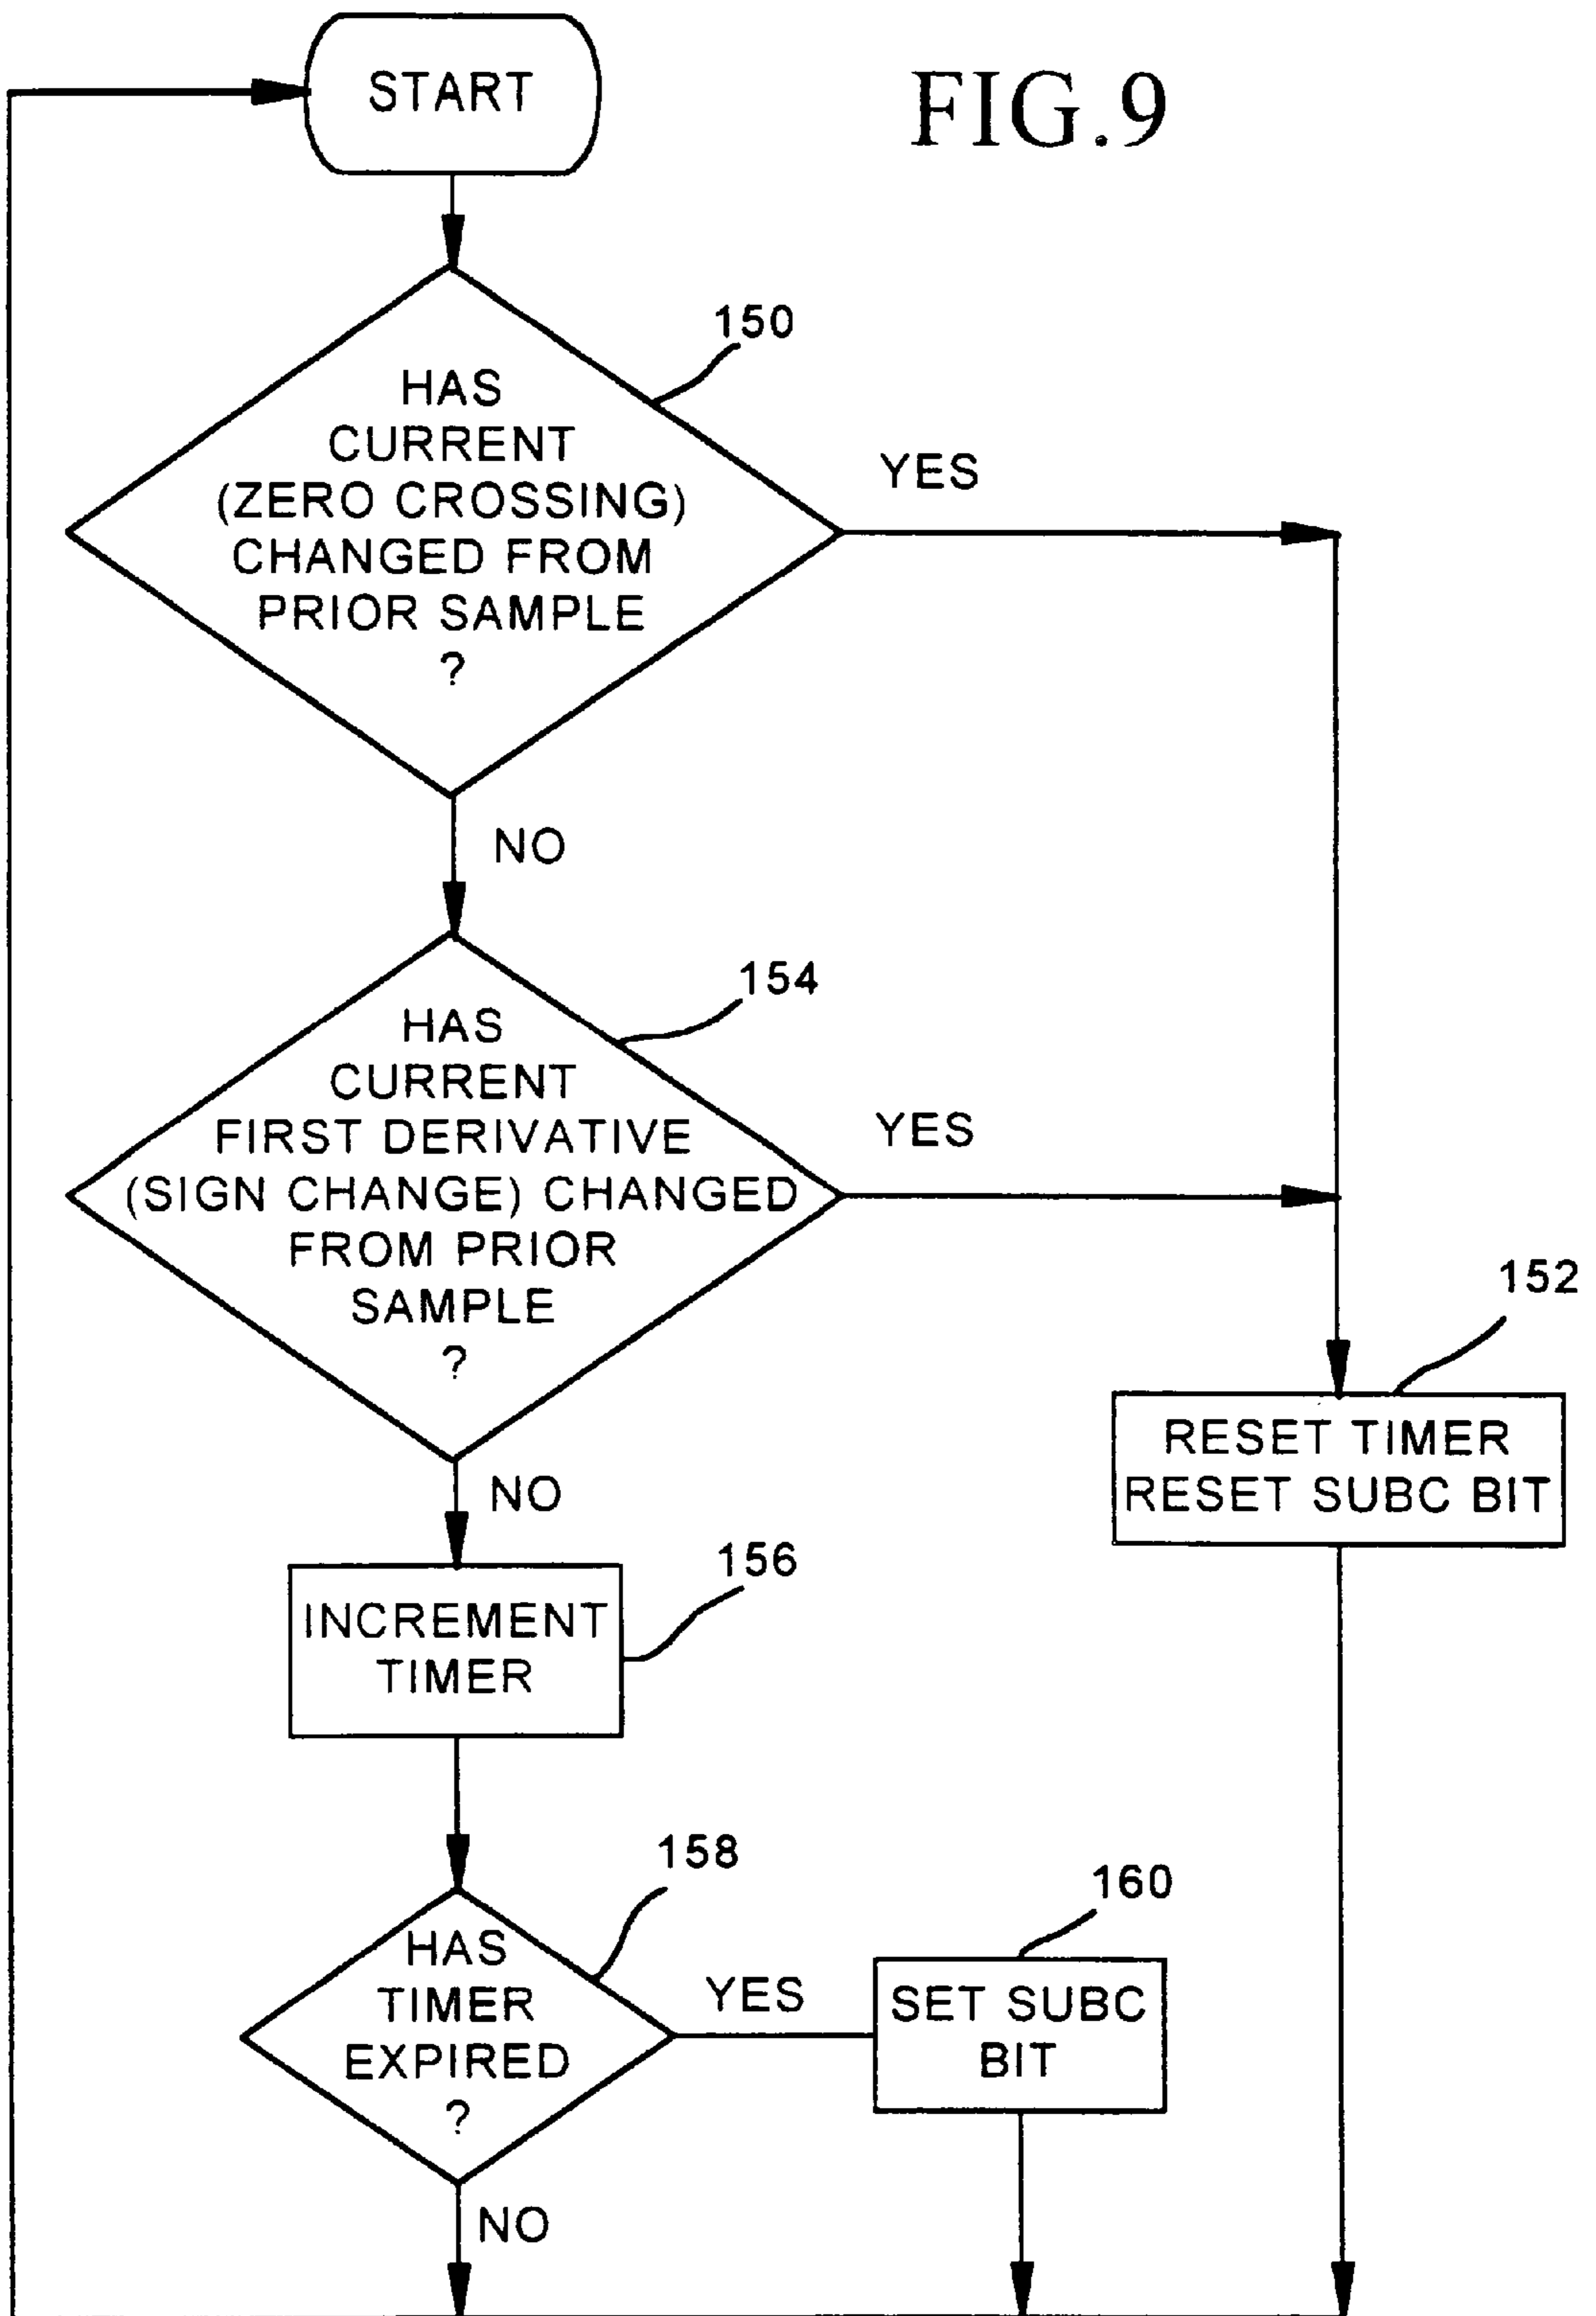 START
FIG.9
150
HAS
CURRENT
(ZERO CROSSING)
CHANGED FROM
PRIOR SAMPLE
?
YES
NO
154
HAS
CURRENT
FIRST DERIVATIVE
(SIGN CHANGE) CHANGED
FROM PRIOR
SAMPLE
?
YES
152
RESET TIMER
RESET SUBC BIT
NO
156
INCREMENT
TIMER
158
HAS
TIMER
EXPIRED
?
YES
160
SET SUBC
BIT
NO